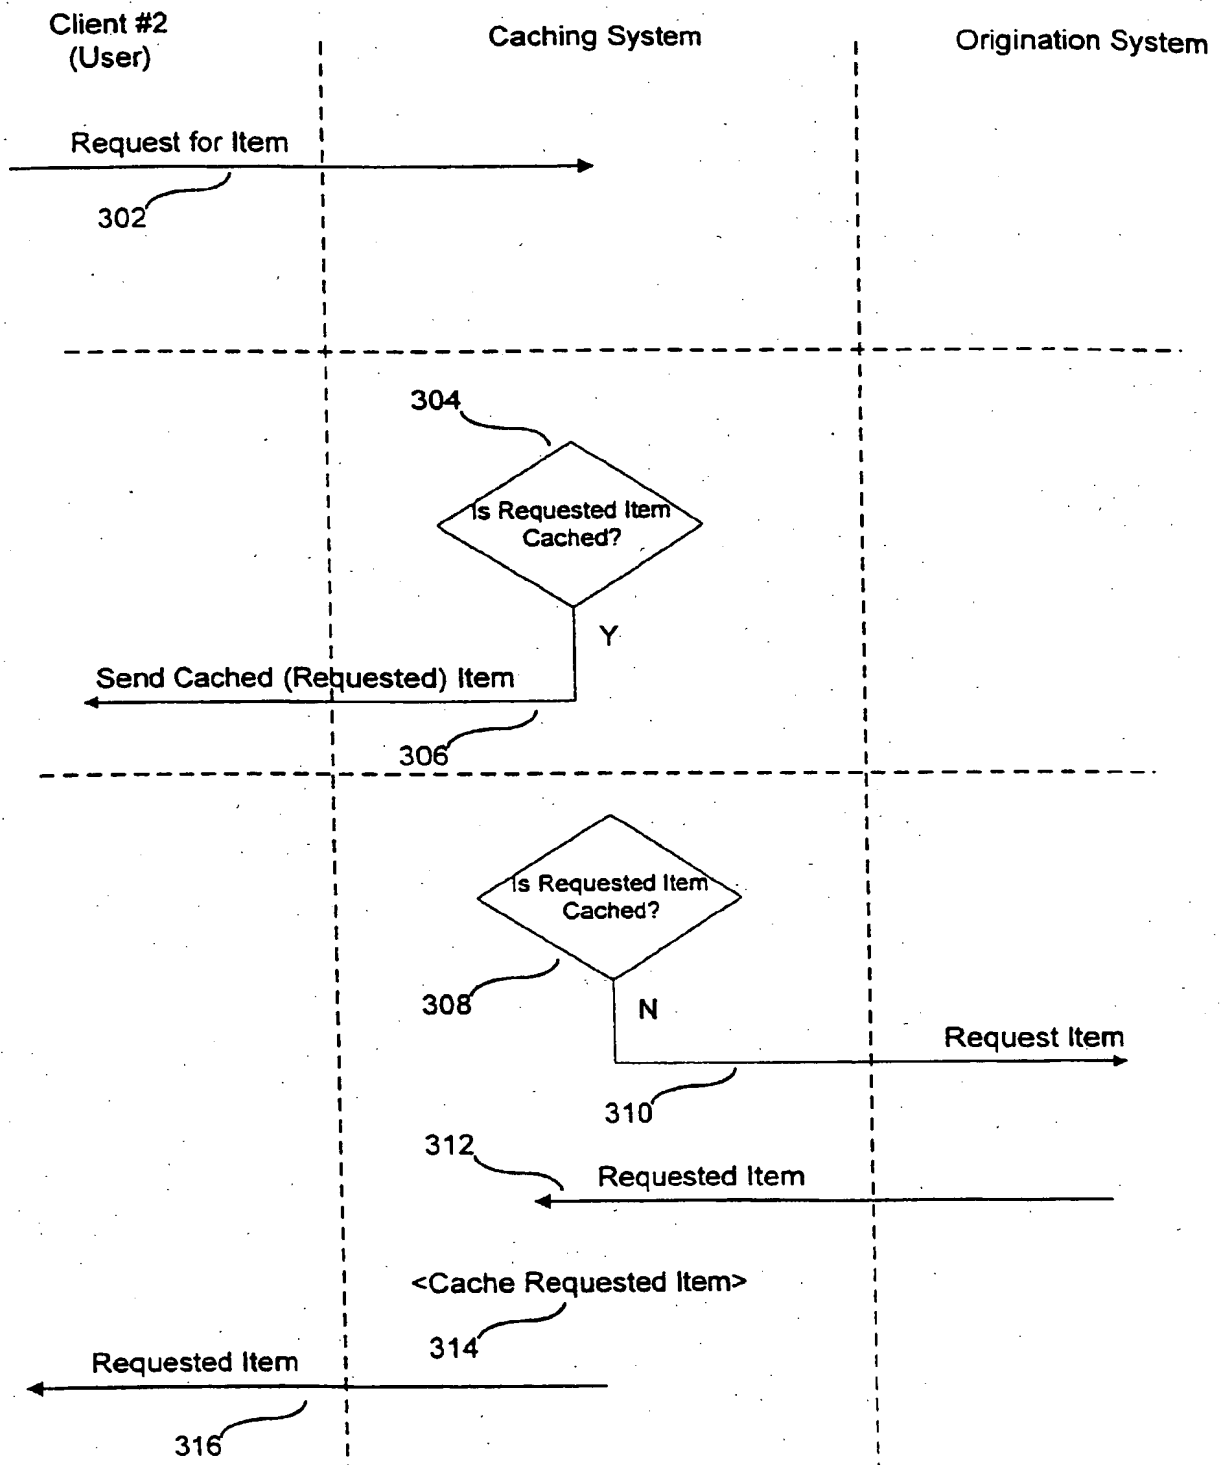 Client #2
(User)
Caching System
Origination System
Request for Item
302
304
Is Requested Item
Cached?
Y
Send Cached (Requested) Item
306
Is Requested Item
Cached?
308
N
Request Item
310
312
Requested Item
<Cache Requested Item>
314
Requested Item
316